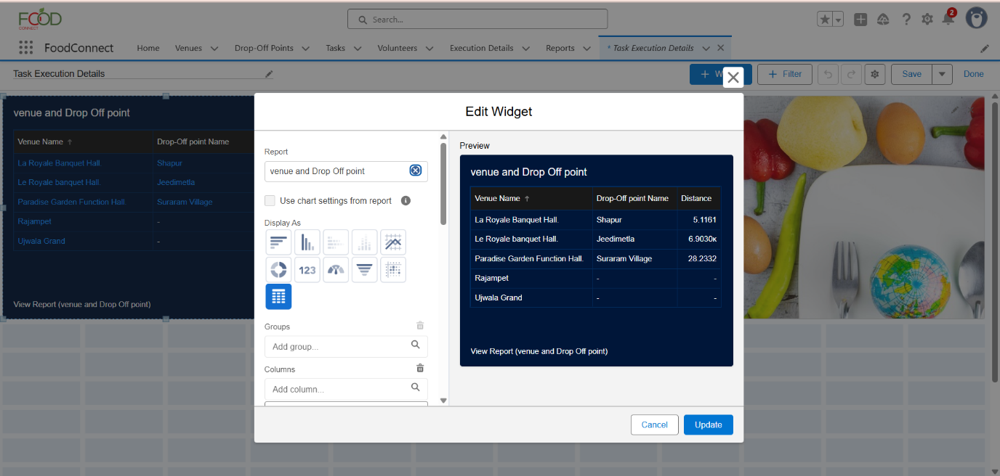 FOOD
CONNECT
Search...
2
FoodConnect
Home
Venues
Drop-Off Points
Tasks
Volunteers
Execution Details
Reports
* Task Execution Details
Task Execution Details
+ W
+ Filter
Save
Done
venue and Drop Off point
Venue Name ↑ Drop-Off point Name
La Royale Banquet Hall. Shapur
Le Royale banquet Hall. Jeedimetla
Paradise Garden Function Hall. Suraram Village
Rajampet -
Ujwala Grand -
View Report (venue and Drop Off point)
Edit Widget
Report
venue and Drop Off point
Use chart settings from report
Display As
123
Groups
Add group...
Columns
Add column...
Preview
venue and Drop Off point
Venue Name ↑ Drop-Off point Name Distance
La Royale Banquet Hall. Shapur 5.1161
Le Royale banquet Hall. Jeedimetla 6.9030ĸ
Paradise Garden Function Hall. Suraram Village 28.2332
Rajampet - -
Ujwala Grand - -
View Report (venue and Drop Off point)
Cancel
Update